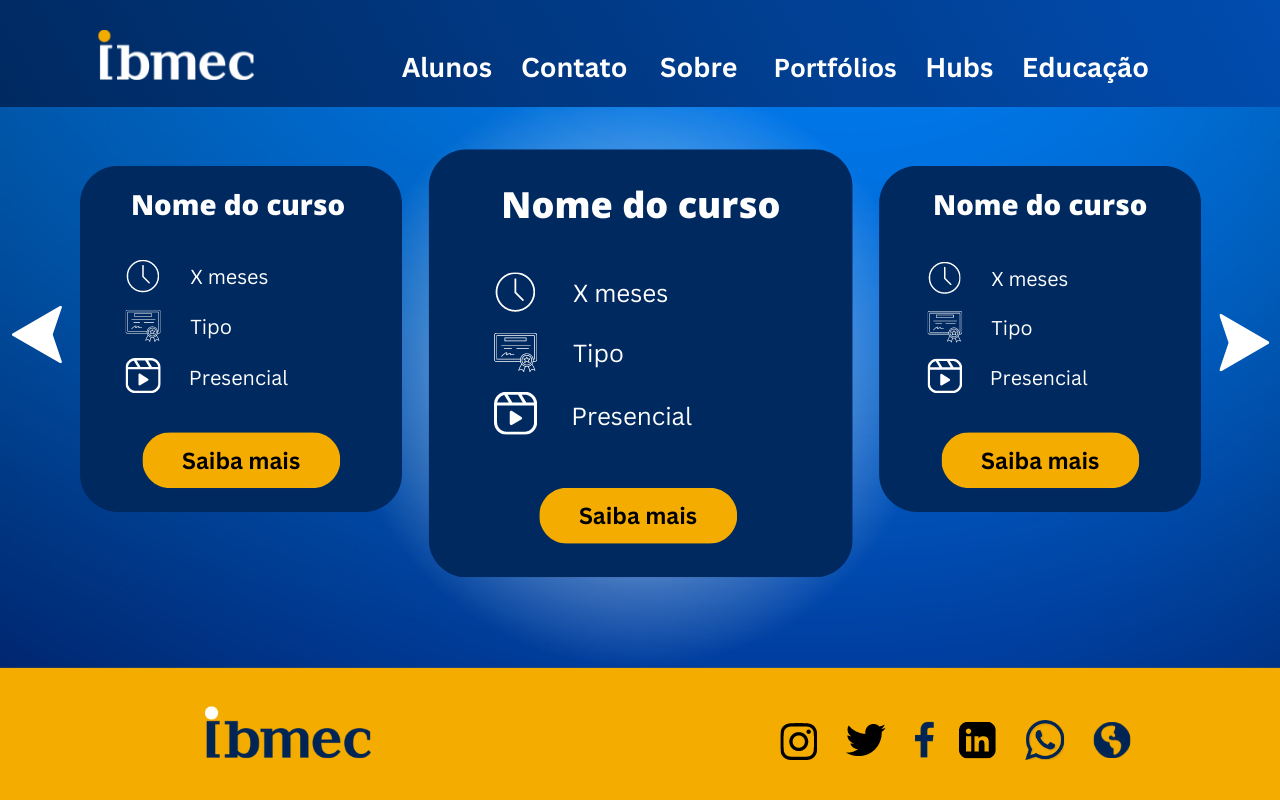 ibmec
Alunos Contato Sobre Portfólios Hubs Educação
Nome do curso
X meses
Tipo
Presencial
Saiba mais
Nome do curso
X meses
Tipo
Presencial
Saiba mais
Nome do curso
X meses
Tipo
Presencial
Saiba mais
ibmec